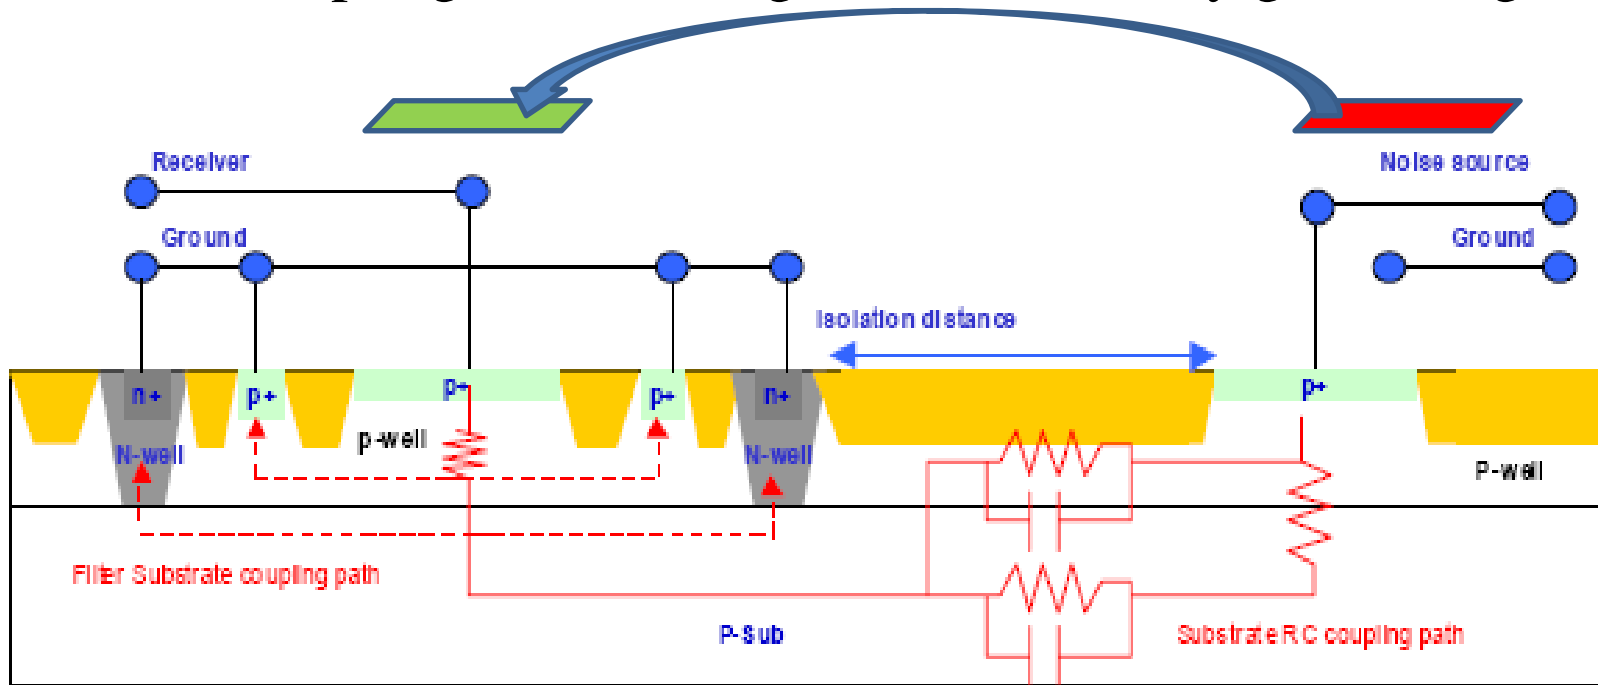 Receiver
Noise source
Ground
Ground
Isolation distance
n+
p+
p+
p+
n+
p+
p-well
N-well
N-well
P-well
Filter Substrate coupling path
P-Sub
Substrate RC coupling path